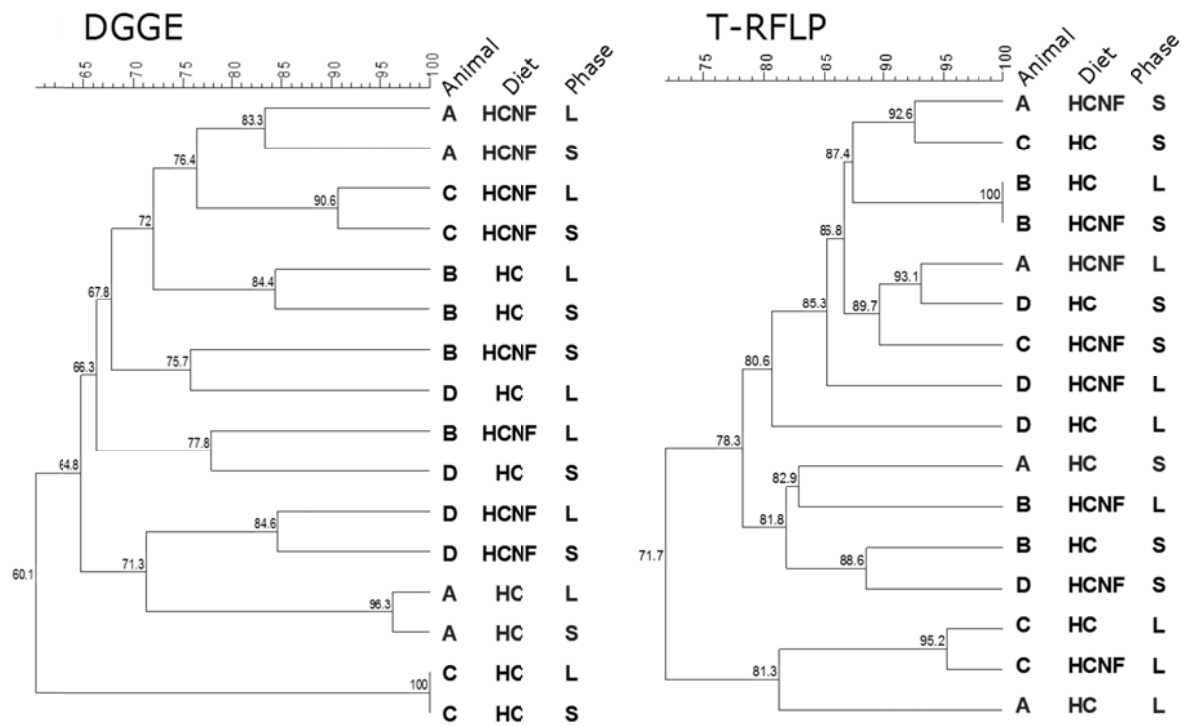 DGGE
65 70 75 80 85 90 95 100 Animal Diet Phase
A HCNF L
83.3
A HCNF S
76.4
C HCNF L
90.6
72
C HCNF S
B HC L
84.4
67.8
B HC S
B HCNF S
75.7
66.3
D HC L
B HCNF L
77.8
64.8
D HC S
D HCNF L
84.6
D HCNF S
71.3
60.1
A HC L
96.3
A HC S
C HC L
100
C HC S
T-RFLP
75 80 85 90 95 100 Animal Diet Phase
A HCNF S
92.6
C HC S
87.4
B HC L
100
B HCNF S
86.8
A HCNF L
93.1
D HC S
85.3
89.7
C HCNF S
80.6
D HCNF L
D HC L
78.3
A HC S
82.9
B HCNF L
81.8
B HC S
71.7
88.6
D HCNF S
C HC L
95.2
C HCNF L
81.3
A HC L